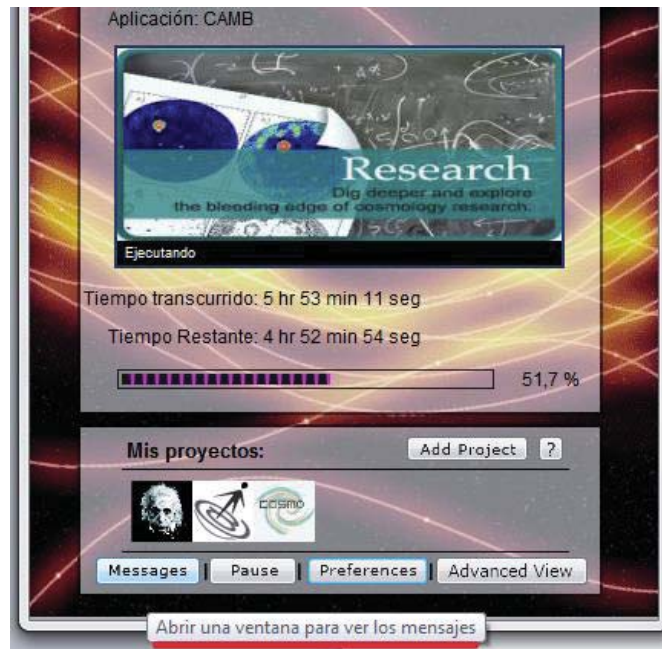 Aplicación: CAMB
Research
Dig deeper and explore
the bleeding edge of cosmology research.
Ejecutando
Tiempo transcurrido: 5 hr 53 min 11 seg
Tiempo Restante: 4 hr 52 min 54 seg
51,7 %
Mis proyectos:
Add Project
?
COSMO
Messages | Pause | Preferences | Advanced View
Abrir una ventana para ver los mensajes